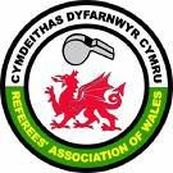 CYMDEITHAS DYFARNWYR CYMRU
REFEREES' ASSOCIATION OF WALES